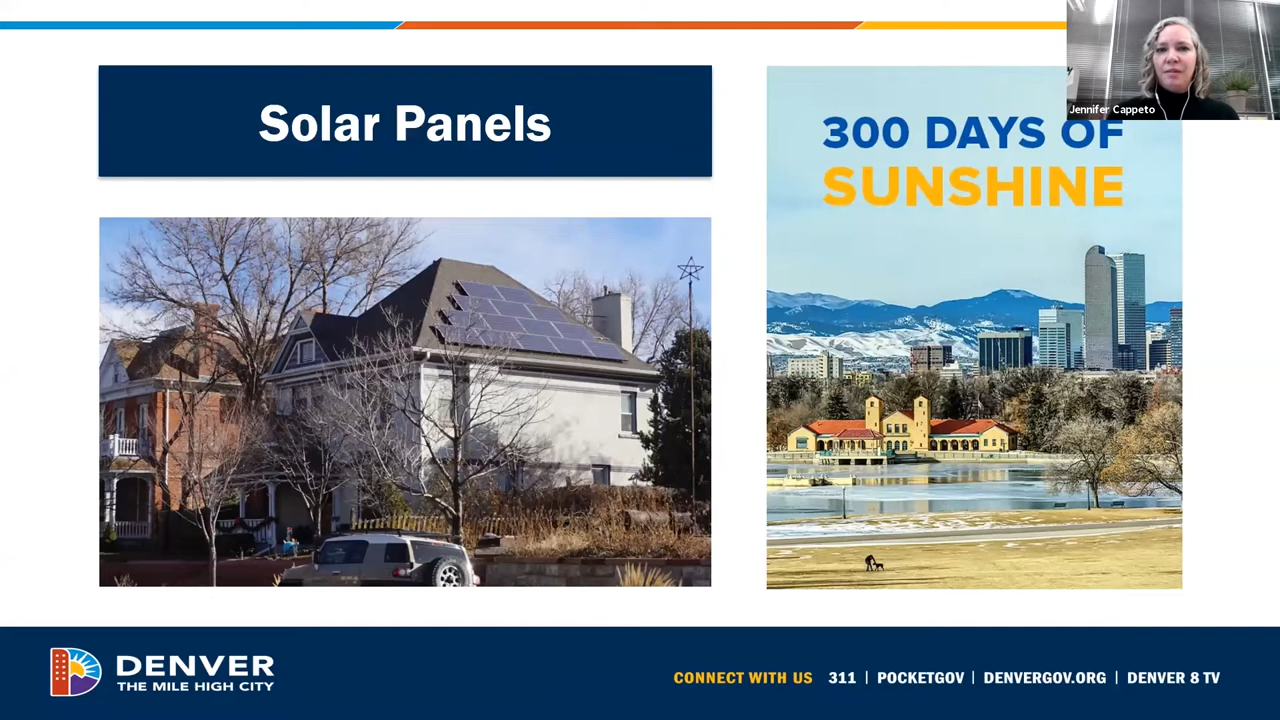 Solar Panels
300 DAYS OF
SUNSHINE
Jennifer Cappeto
DENVER
THE MILE HIGH CITY
CONNECT WITH US 311 | POCKETGOV | DENVERGOV.ORG | DENVER 8 TV